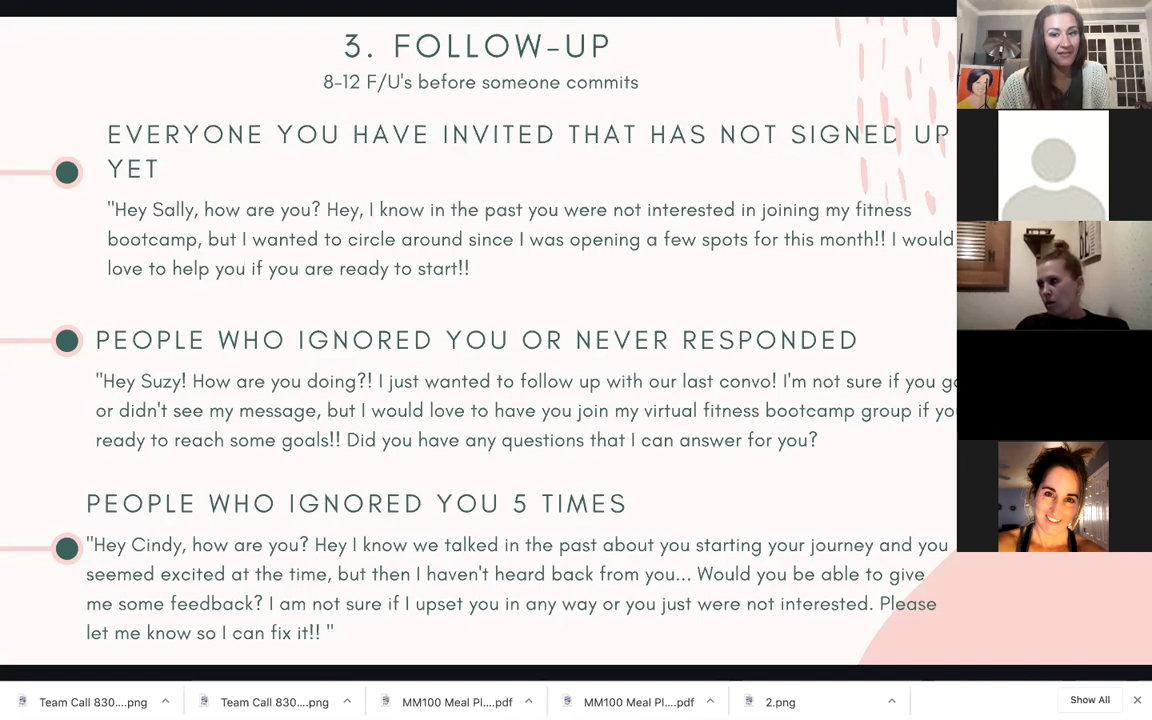 3. FOLLOW-UP
8-12 F/U's before someone commits
EVERYONE YOU HAVE INVITED THAT HAS NOT SIGNED UP
YET
"Hey Sally, how are you? Hey, I know in the past you were not interested in joining my fitness
bootcamp, but I wanted to circle around since I was opening a few spots for this month!! I would
love to help you if you are ready to start!!
PEOPLE WHO IGNORED YOU OR NEVER RESPONDED
"Hey Suzy! How are you doing?! I just wanted to follow up with our last convo! I'm not sure if you
or didn't see my message, but I would love to have you join my virtual fitness bootcamp group if
ready to reach some goals!! Did you have any questions that I can answer for you?
PEOPLE WHO IGNORED YOU 5 TIMES
"Hey Cindy, how are you? Hey I know we talked in the past about you starting your journey and you
seemed excited at the time, but then I haven't heard back from you... Would you be able to give
me some feedback? I am not sure if I upset you in any way or you just were not interested. Please
let me know so I can fix it!! "
Team Call 830....png
Team Call 830....png
MM100 Meal Pl....pdf
MM100 Meal Pl....pdf
2.png
Show All